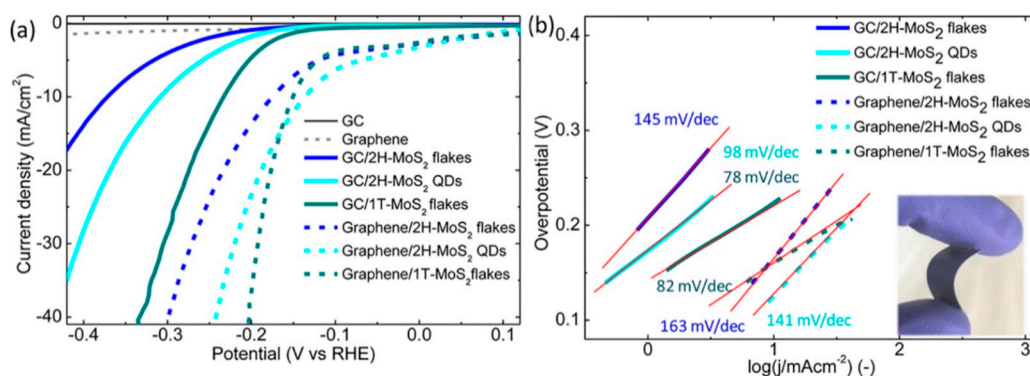 (a)
0
-10
-20
-30
-40
Current density (mA/cm²)
-0.4 -0.3 -0.2 -0.1 0.0 0.1
Potential (V vs RHE)
GC
Graphene
GC/2H-MoS₂ flakes
GC/2H-MoS₂ QDs
GC/1T-MoS₂ flakes
Graphene/2H-MoS₂ flakes
Graphene/2H-MoS₂ QDs
Graphene/1T-MoS₂flakes
(b)
0.4
0.3
0.2
0.1
Overpotential (V)
0 1 2 3
log(j/mAcm⁻²) (-)
GC/2H-MoS₂ flakes
GC/2H-MoS₂ QDs
GC/1T-MoS₂ flakes
Graphene/2H-MoS₂ flakes
Graphene/2H-MoS₂ QDs
Graphene/1T-MoS₂ flakes
145 mV/dec
98 mV/dec
78 mV/dec
82 mV/dec
163 mV/dec
141 mV/dec